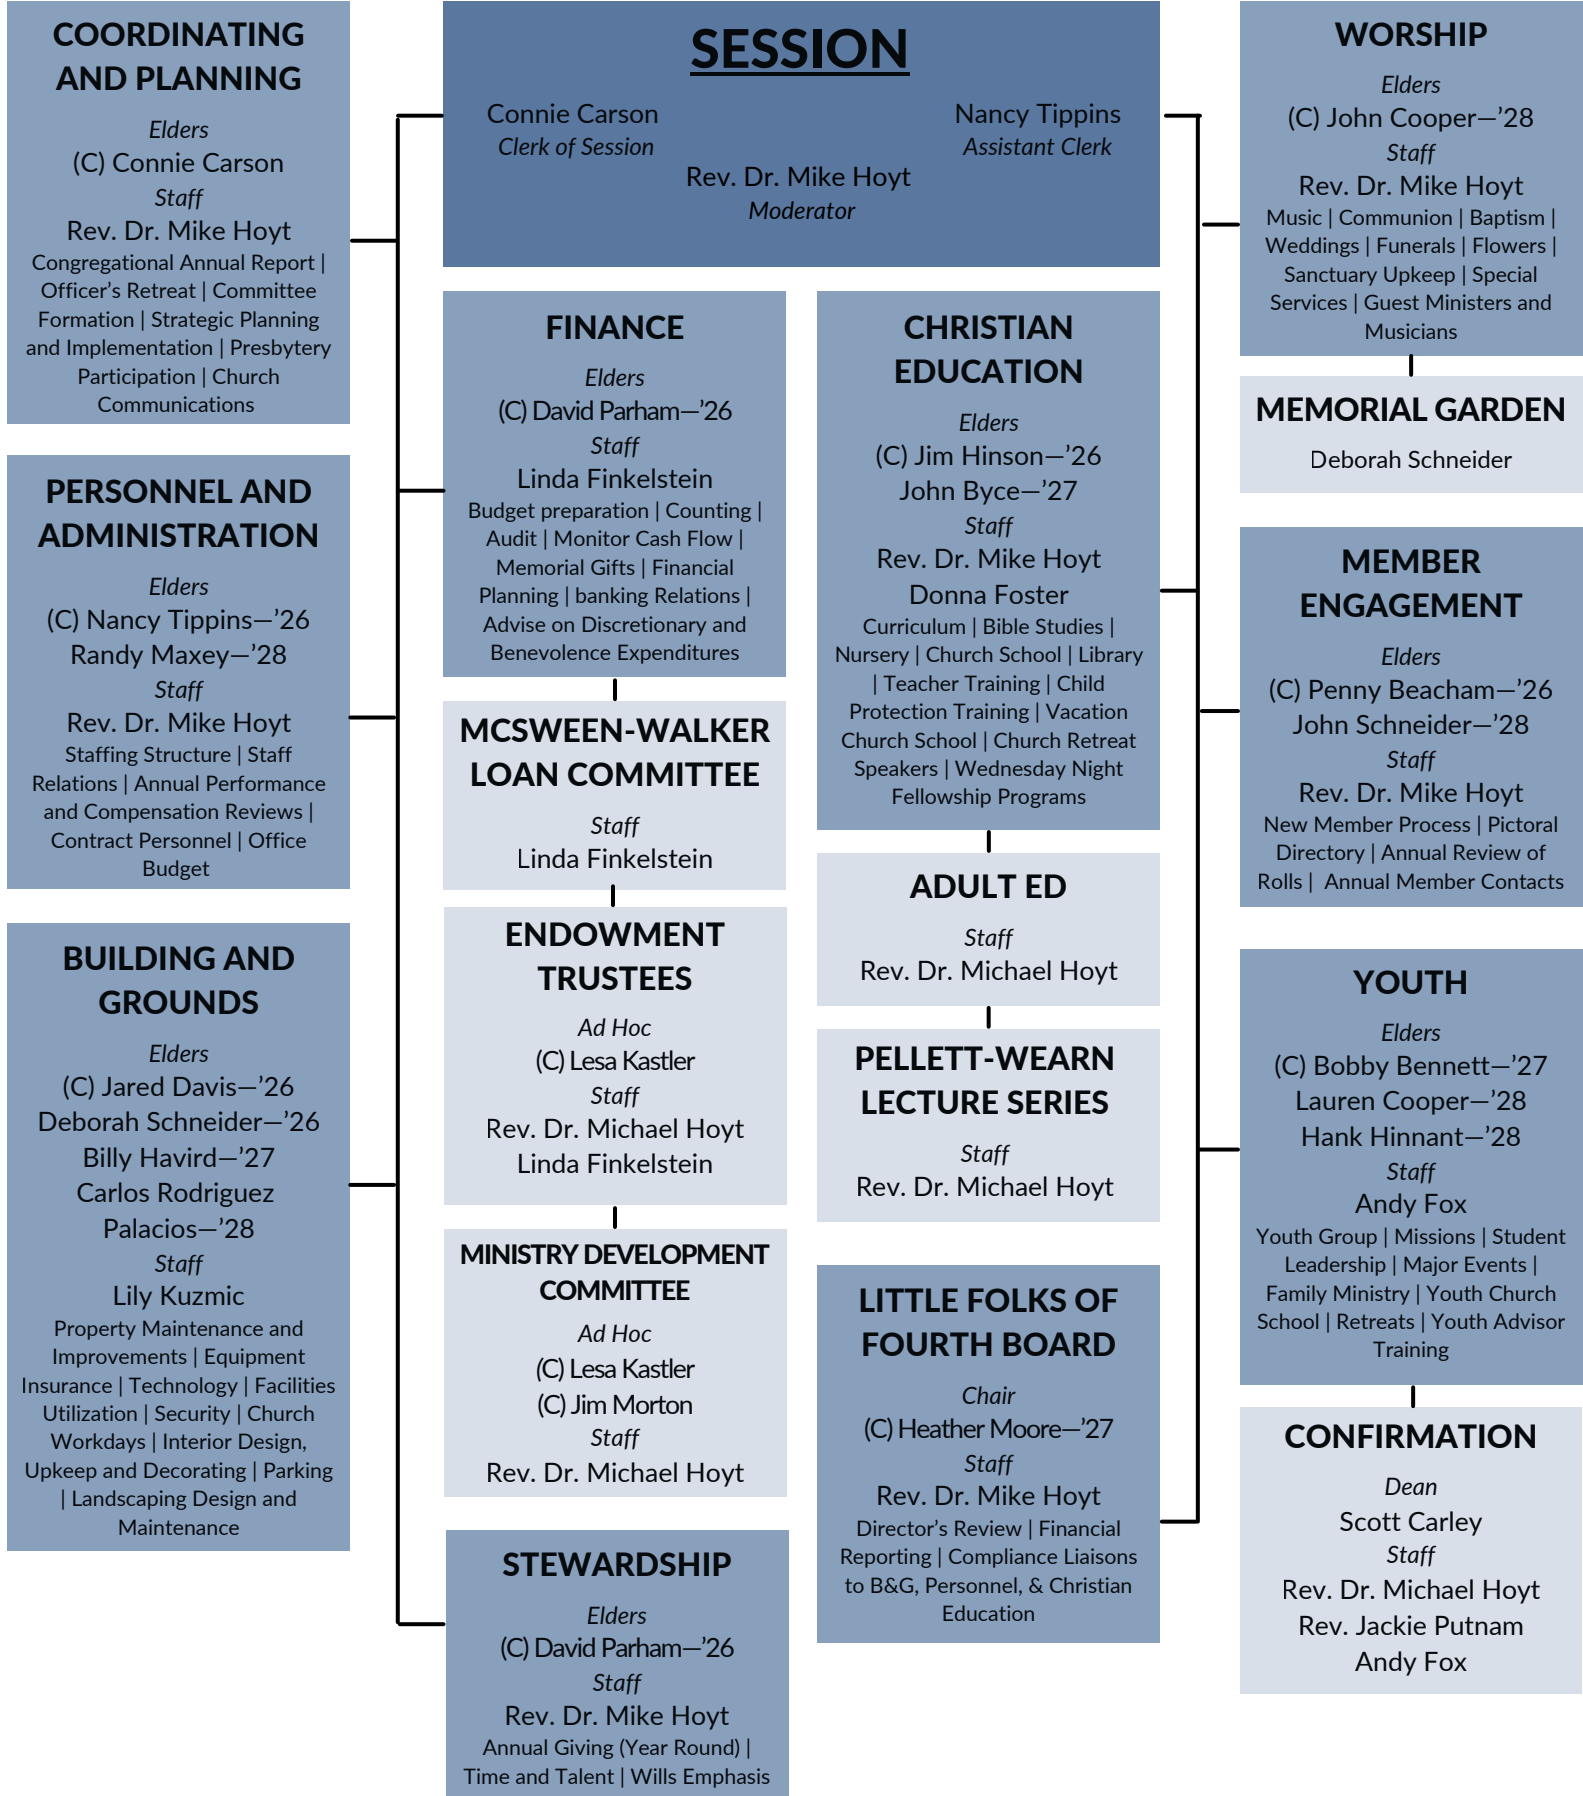 COORDINATING
AND PLANNING
Elders
(C) Connie Carson
Staff
Rev. Dr. Mike Hoyt
Congregational Annual Report |
Officer’s Retreat | Committee
Formation | Strategic Planning
and Implementation | Presbytery
Participation | Church
Communications
PERSONNEL AND
ADMINISTRATION
Elders
(C) Nancy Tippins—’26
Randy Maxey—’28
Staff
Rev. Dr. Mike Hoyt
Staffing Structure | Staff
Relations | Annual Performance
and Compensation Reviews |
Contract Personnel | Office
Budget
BUILDING AND
GROUNDS
Elders
(C) Jared Davis—’26
Deborah Schneider—’26
Billy Havird—’27
Carlos Rodriguez
Palacios—’28
Staff
Lily Kuzmic
Property Maintenance and
Improvements | Equipment
Insurance | Technology | Facilities
Utilization | Security | Church
Workdays | Interior Design,
Upkeep and Decorating | Parking
| Landscaping Design and
Maintenance
SESSION
Connie Carson
Clerk of Session
Nancy Tippins
Assistant Clerk
Rev. Dr. Mike Hoyt
Moderator
FINANCE
Elders
(C) David Parham—’26
Staff
Linda Finkelstein
Budget preparation | Counting |
Audit | Monitor Cash Flow |
Memorial Gifts | Financial
Planning | banking Relations |
Advise on Discretionary and
Benevolence Expenditures
MCSWEEN-WALKER
LOAN COMMITTEE
Staff
Linda Finkelstein
ENDOWMENT
TRUSTEES
Ad Hoc
(C) Lesa Kastler
Staff
Rev. Dr. Michael Hoyt
Linda Finkelstein
MINISTRY DEVELOPMENT
COMMITTEE
Ad Hoc
(C) Lesa Kastler
(C) Jim Morton
Staff
Rev. Dr. Michael Hoyt
STEWARDSHIP
Elders
(C) David Parham—’26
Staff
Rev. Dr. Mike Hoyt
Annual Giving (Year Round) |
Time and Talent | Wills Emphasis
CHRISTIAN
EDUCATION
Elders
(C) Jim Hinson—’26
John Byce—’27
Staff
Rev. Dr. Mike Hoyt
Donna Foster
Curriculum | Bible Studies |
Nursery | Church School | Library
| Teacher Training | Child
Protection Training | Vacation
Church School | Church Retreat
Speakers | Wednesday Night
Fellowship Programs
ADULT ED
Staff
Rev. Dr. Michael Hoyt
PELLETT-WEARN
LECTURE SERIES
Staff
Rev. Dr. Michael Hoyt
LITTLE FOLKS OF
FOURTH BOARD
Chair
(C) Heather Moore—’27
Staff
Rev. Dr. Mike Hoyt
Director’s Review | Financial
Reporting | Compliance Liaisons
to B&G, Personnel, & Christian
Education
WORSHIP
Elders
(C) John Cooper—’28
Staff
Rev. Dr. Mike Hoyt
Music | Communion | Baptism |
Weddings | Funerals | Flowers |
Sanctuary Upkeep | Special
Services | Guest Ministers and
Musicians
MEMORIAL GARDEN
Deborah Schneider
MEMBER
ENGAGEMENT
Elders
(C) Penny Beacham—’26
John Schneider—’28
Staff
Rev. Dr. Mike Hoyt
New Member Process | Pictoral
Directory | Annual Review of
Rolls | Annual Member Contacts
YOUTH
Elders
(C) Bobby Bennett—’27
Lauren Cooper—’28
Hank Hinnant—’28
Staff
Andy Fox
Youth Group | Missions | Student
Leadership | Major Events |
Family Ministry | Youth Church
School | Retreats | Youth Advisor
Training
CONFIRMATION
Dean
Scott Carley
Staff
Rev. Dr. Michael Hoyt
Rev. Jackie Putnam
Andy Fox